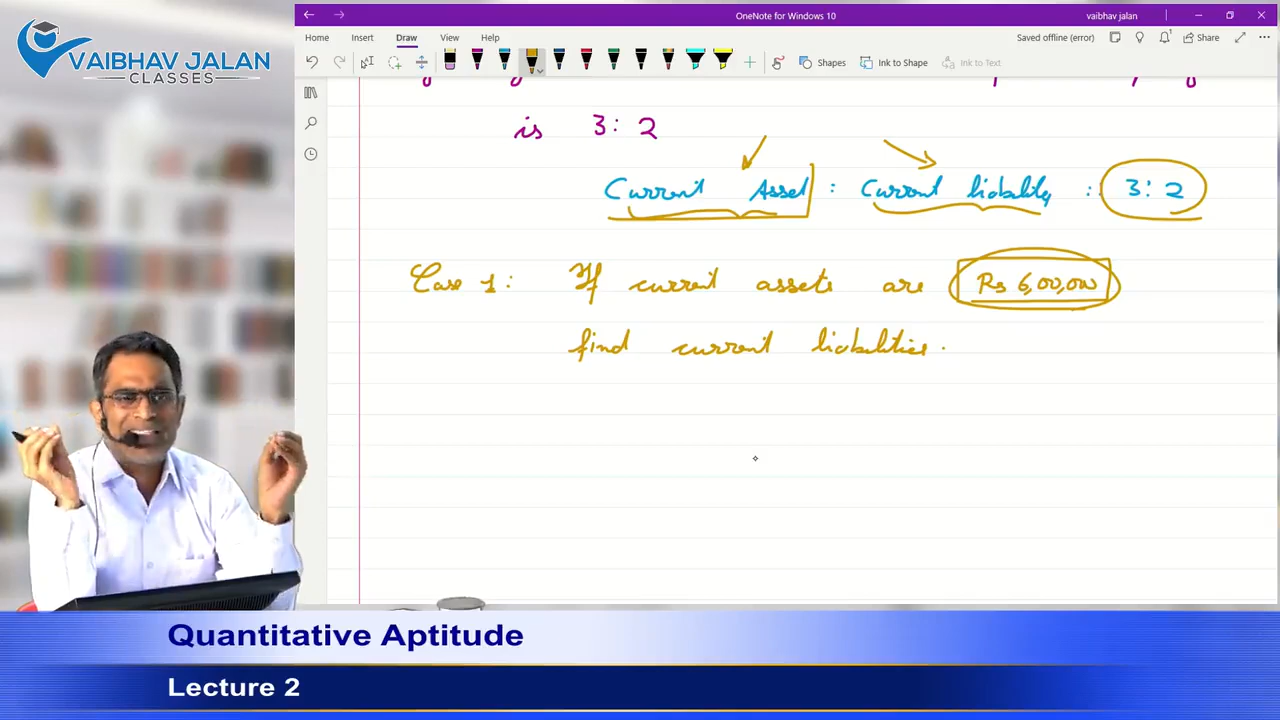 VAIBHAV JALAN
CLASSES
OneNote for Windows 10
vaibhav jalan
Home Insert Draw View Help
Saved offline (error)
Share
Shapes
Ink to Shape
Ink to Text
is 3: 2
Current Asset : Current liability :: 3: 2
Case 1: If current assets are Rs 6,00,000
find current liabilities.
Quantitative Aptitude
Lecture 2